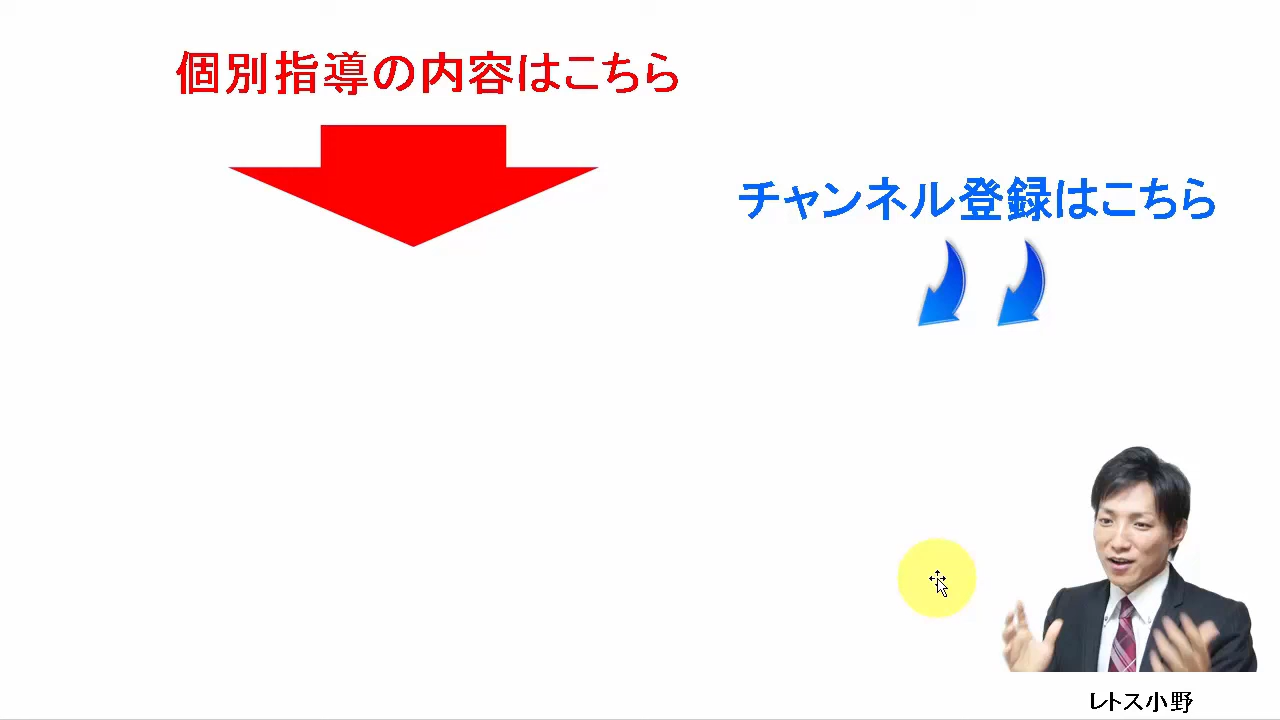 個別指導の内容はこちら
チャンネル登録はこちら
レトス小野